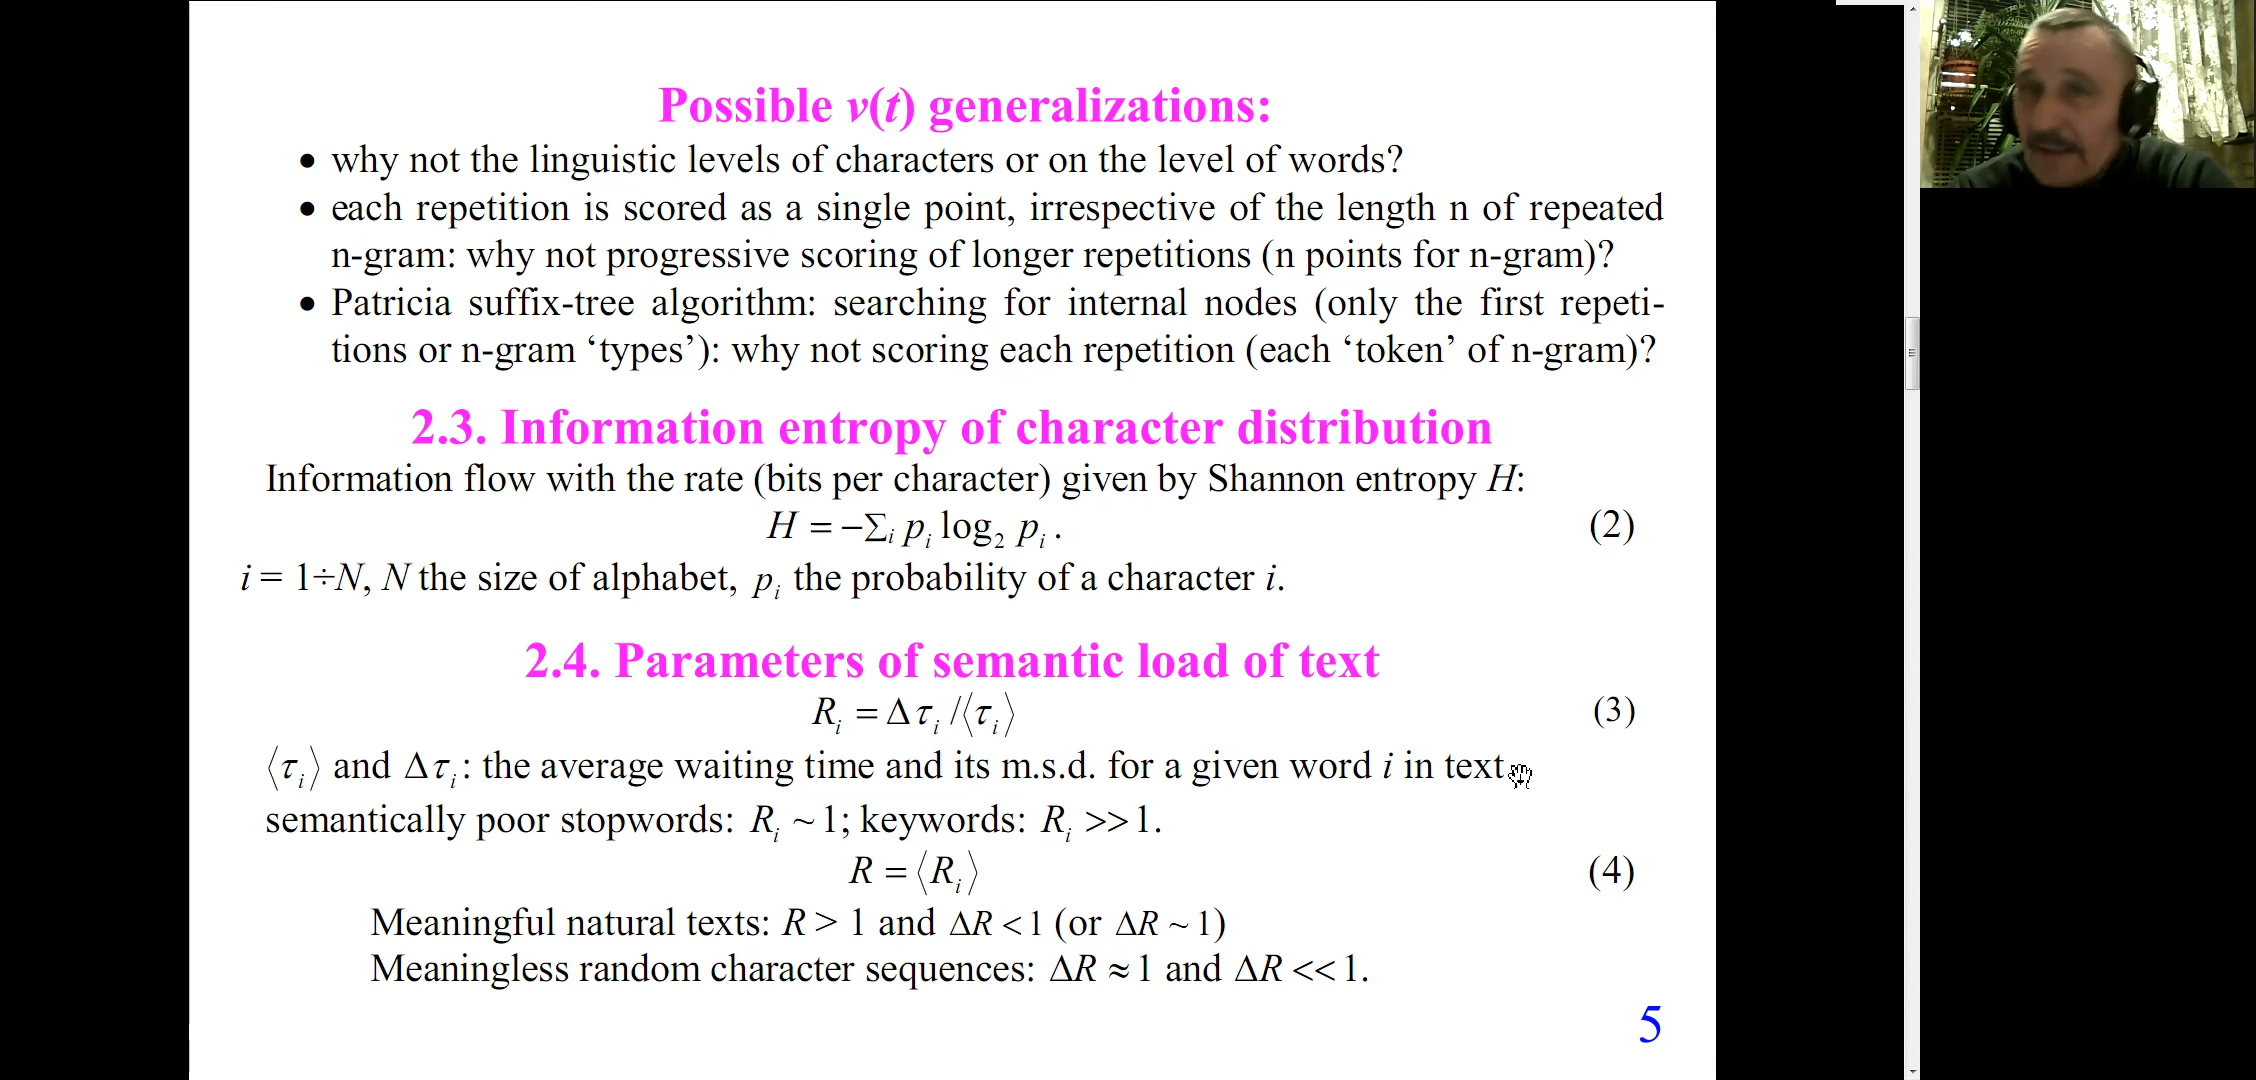 Possible v(t) generalizations:
• why not the linguistic levels of characters or on the level of words?
• each repetition is scored as a single point, irrespective of the length n of repeated
n-gram: why not progressive scoring of longer repetitions (n points for n-gram)?
• Patricia suffix-tree algorithm: searching for internal nodes (only the first repeti-
tions or n-gram ‘types’): why not scoring each repetition (each ‘token’ of n-gram)?
2.3. Information entropy of character distribution
Information flow with the rate (bits per character) given by Shannon entropy H:
H = −∑ᵢ pᵢ log₂ pᵢ . (2)
i = 1÷N, N the size of alphabet, pᵢ the probability of a character i.
2.4. Parameters of semantic load of text
Rᵢ = Δτᵢ /⟨τᵢ⟩ (3)
⟨τᵢ⟩ and Δτᵢ: the average waiting time and its m.s.d. for a given word i in text
semantically poor stopwords: Rᵢ ~ 1; keywords: Rᵢ >> 1.
R = ⟨Rᵢ⟩ (4)
Meaningful natural texts: R > 1 and ΔR < 1 (or ΔR ~ 1)
Meaningless random character sequences: ΔR ≈ 1 and ΔR << 1.
5